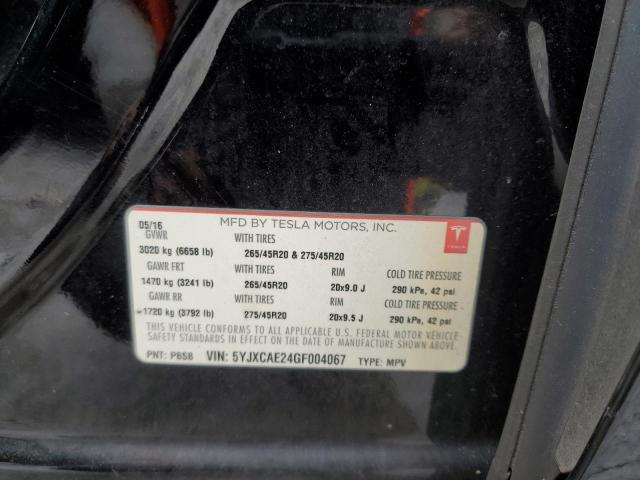 MFD BY TESLA MOTORS, INC.
05/16
GVWR WITH TIRES
3020 kg (6658 lb) 265/45R20 & 275/45R20
GAWR FRT WITH TIRES RIM COLD TIRE PRESSURE
1470 kg (3241 lb) 265/45R20 20x9.0 J 290 kPa, 42 psi
GAWR RR WITH TIRES RIM COLD TIRE PRESSURE
1720 kg (3792 lb) 275/45R20 20x9.5 J 290 kPa, 42 psi
THIS VEHICLE CONFORMS TO ALL APPLICABLE U.S. FEDERAL MOTOR VEHICLE
SAFETY STANDARDS IN EFFECT ON THE DATE OF MANUFACTURE SHOWN ABOVE.
PNT: PBSB VIN: 5YJXCAE24GF004067 TYPE: MPV
TESLA